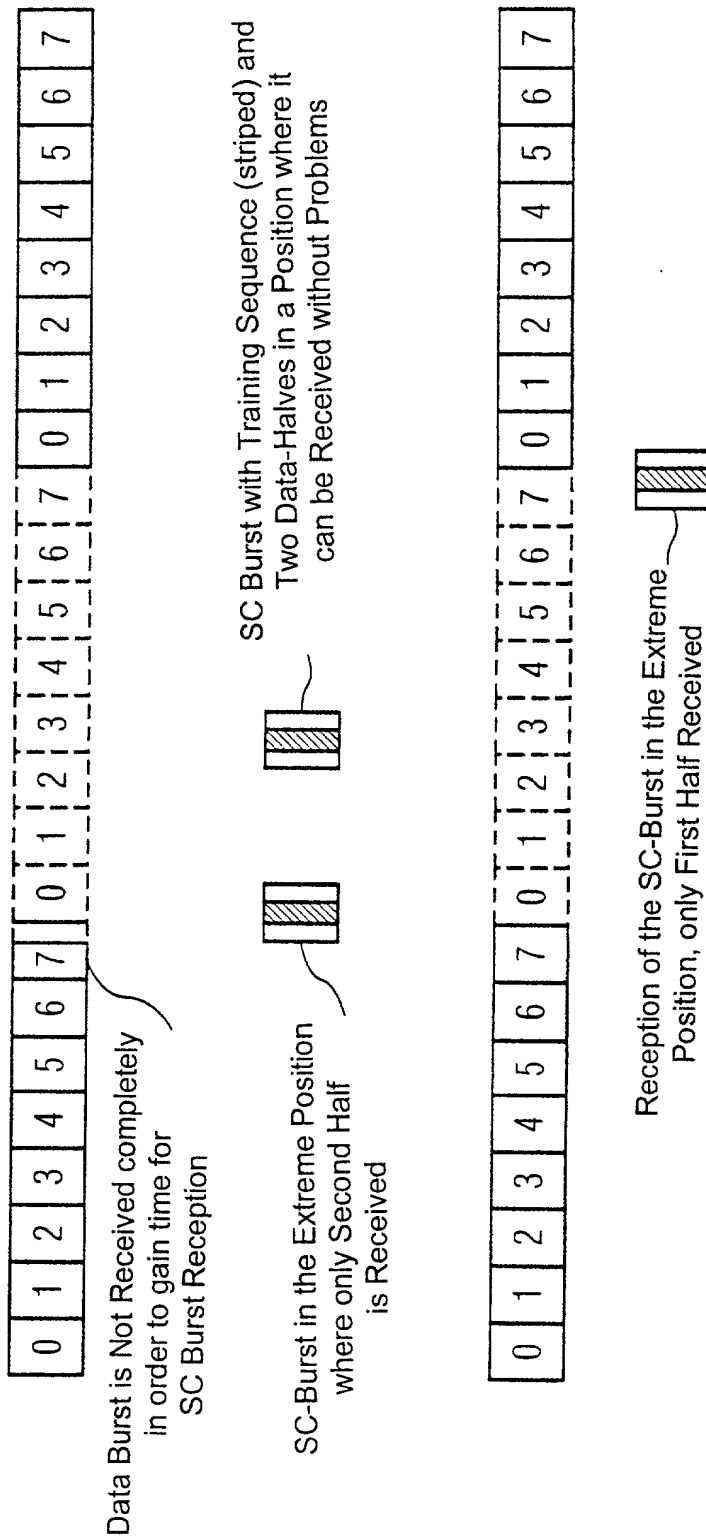 0 1 2 3 4 5 6 7 0 1 2 3 4 5 6 7 0 1 2 3 4 5 6 7
Data Burst is Not Received completely
in order to gain time for
SC Burst Reception
SC-Burst in the Extreme Position
where only Second Half
is Received
SC Burst with Training Sequence (striped) and
Two Data-Halves in a Position where it
can be Received without Problems
0 1 2 3 4 5 6 7 0 1 2 3 4 5 6 7 0 1 2 3 4 5 6 7
Reception of the SC-Burst in the Extreme
Position, only First Half Received